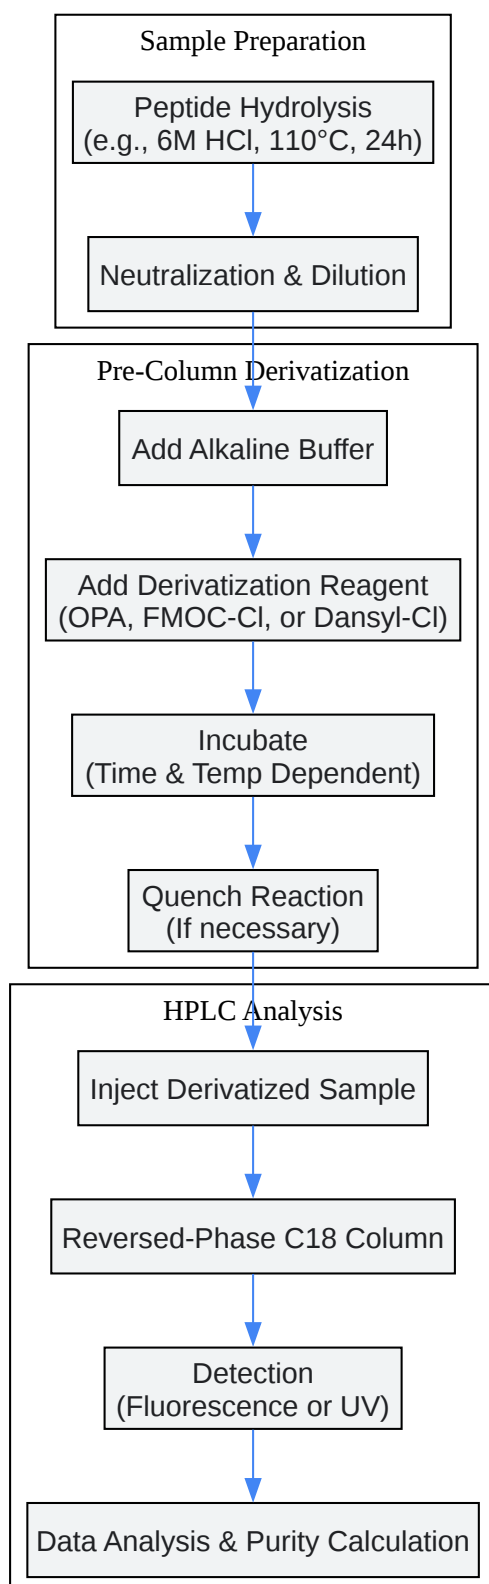 Sample Preparation
Peptide Hydrolysis
(e.g., 6M HCl, 110°C, 24h)
Neutralization & Dilution
Pre-Column Derivatization
Add Alkaline Buffer
Add Derivatization Reagent
(OPA, FMOC-Cl, or Dansyl-Cl)
Incubate
(Time & Temp Dependent)
Quench Reaction
(If necessary)
HPLC Analysis
Inject Derivatized Sample
Reversed-Phase C18 Column
Detection
(Fluorescence or UV)
Data Analysis & Purity Calculation